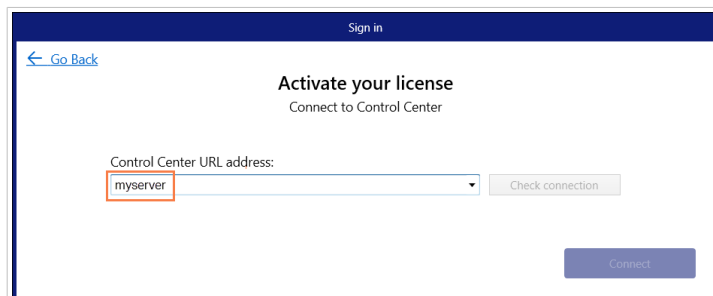 Sign in
← Go Back
Activate your license
Connect to Control Center
Control Center URL address:
myserver
Check connection
Connect